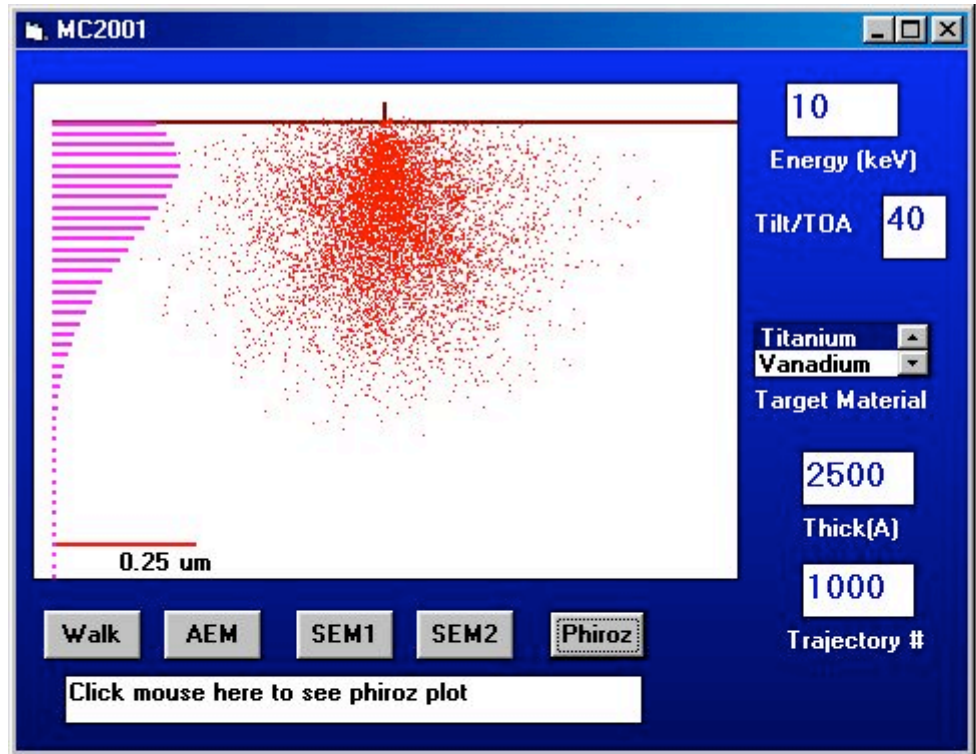 MC2001
10
Energy (keV)
Tilt/TOA 40
Titanium
Vanadium
Target Material
2500
Thick(A)
1000
Trajectory #
0.25 um
Walk AEM SEM1 SEM2 Phiroz
Click mouse here to see phiroz plot